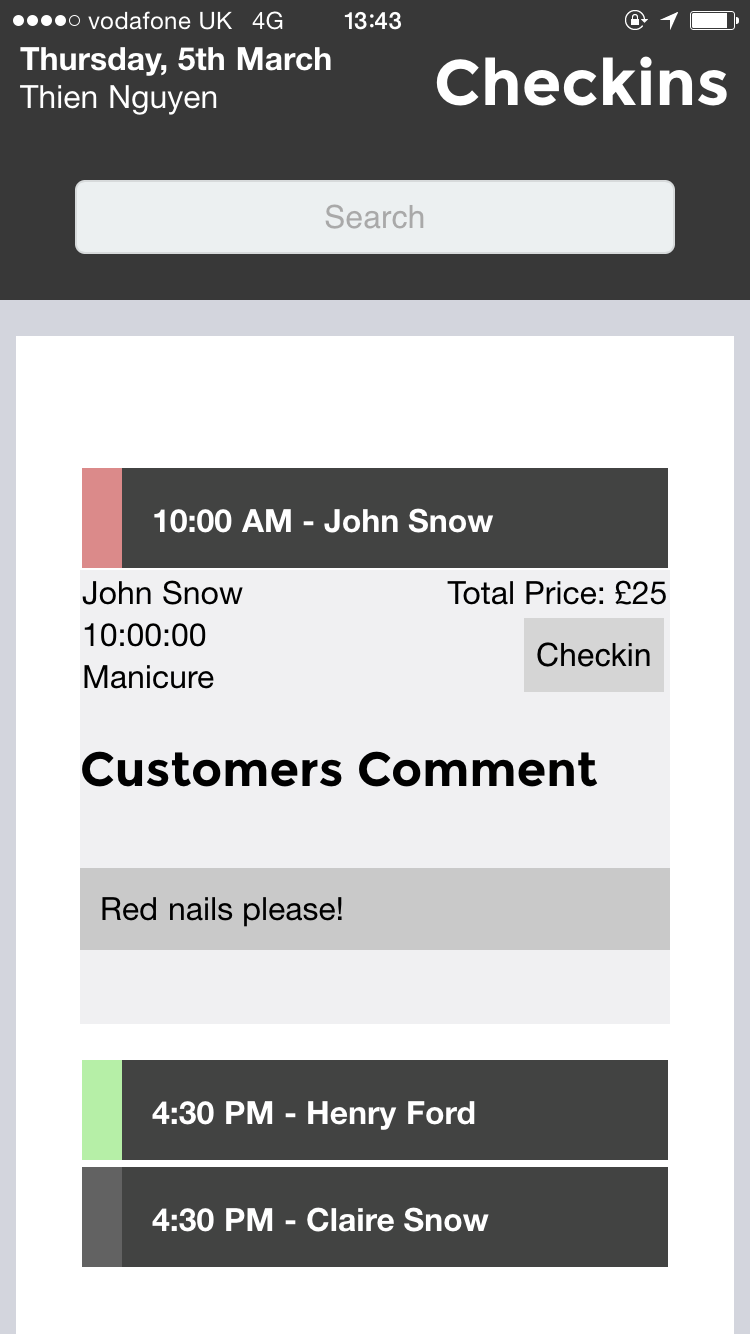 vodafone UK 4G 13:43
Thursday, 5th March
Thien Nguyen
Checkins
Search
10:00 AM - John Snow
John Snow
Total Price: £25
10:00:00
Checkin
Manicure
Customers Comment
Red nails please!
4:30 PM - Henry Ford
4:30 PM - Claire Snow